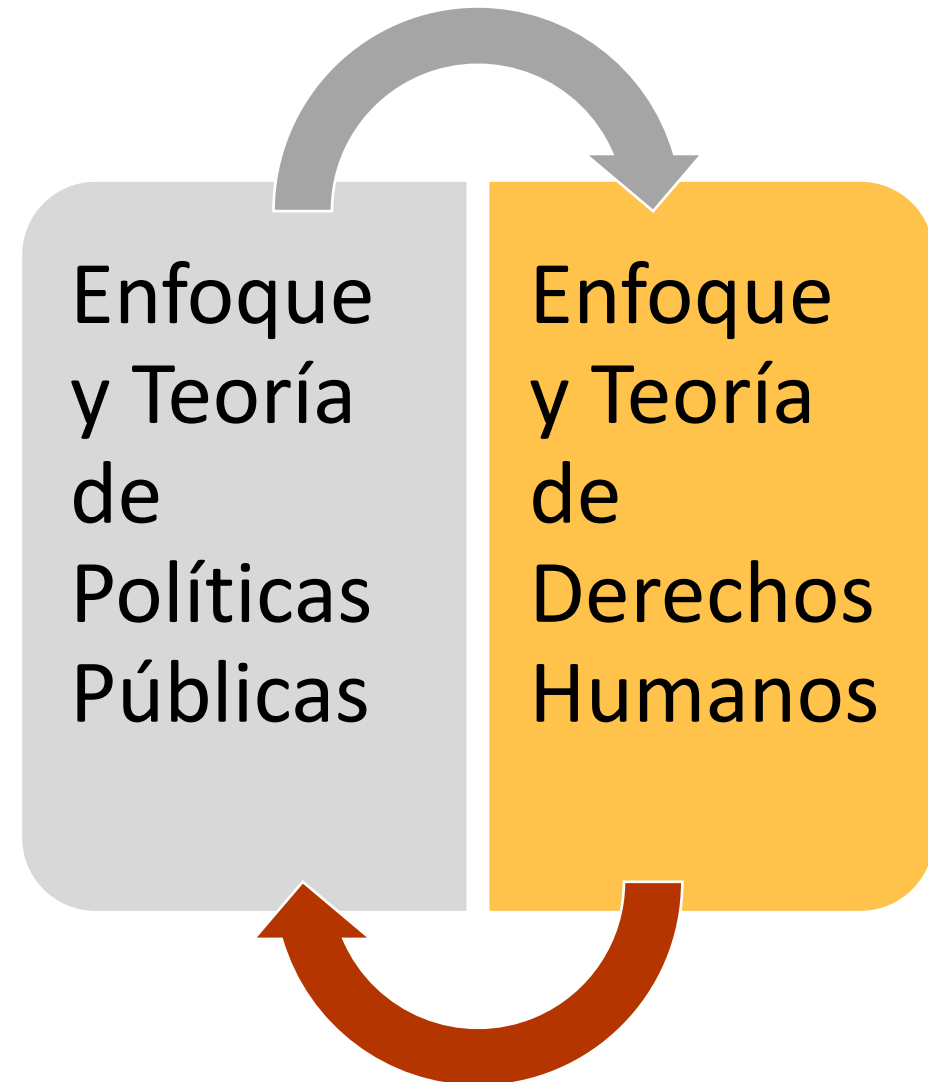 Enfoque
y Teoría
de
Políticas
Públicas
Enfoque
y Teoría
de
Derechos
Humanos